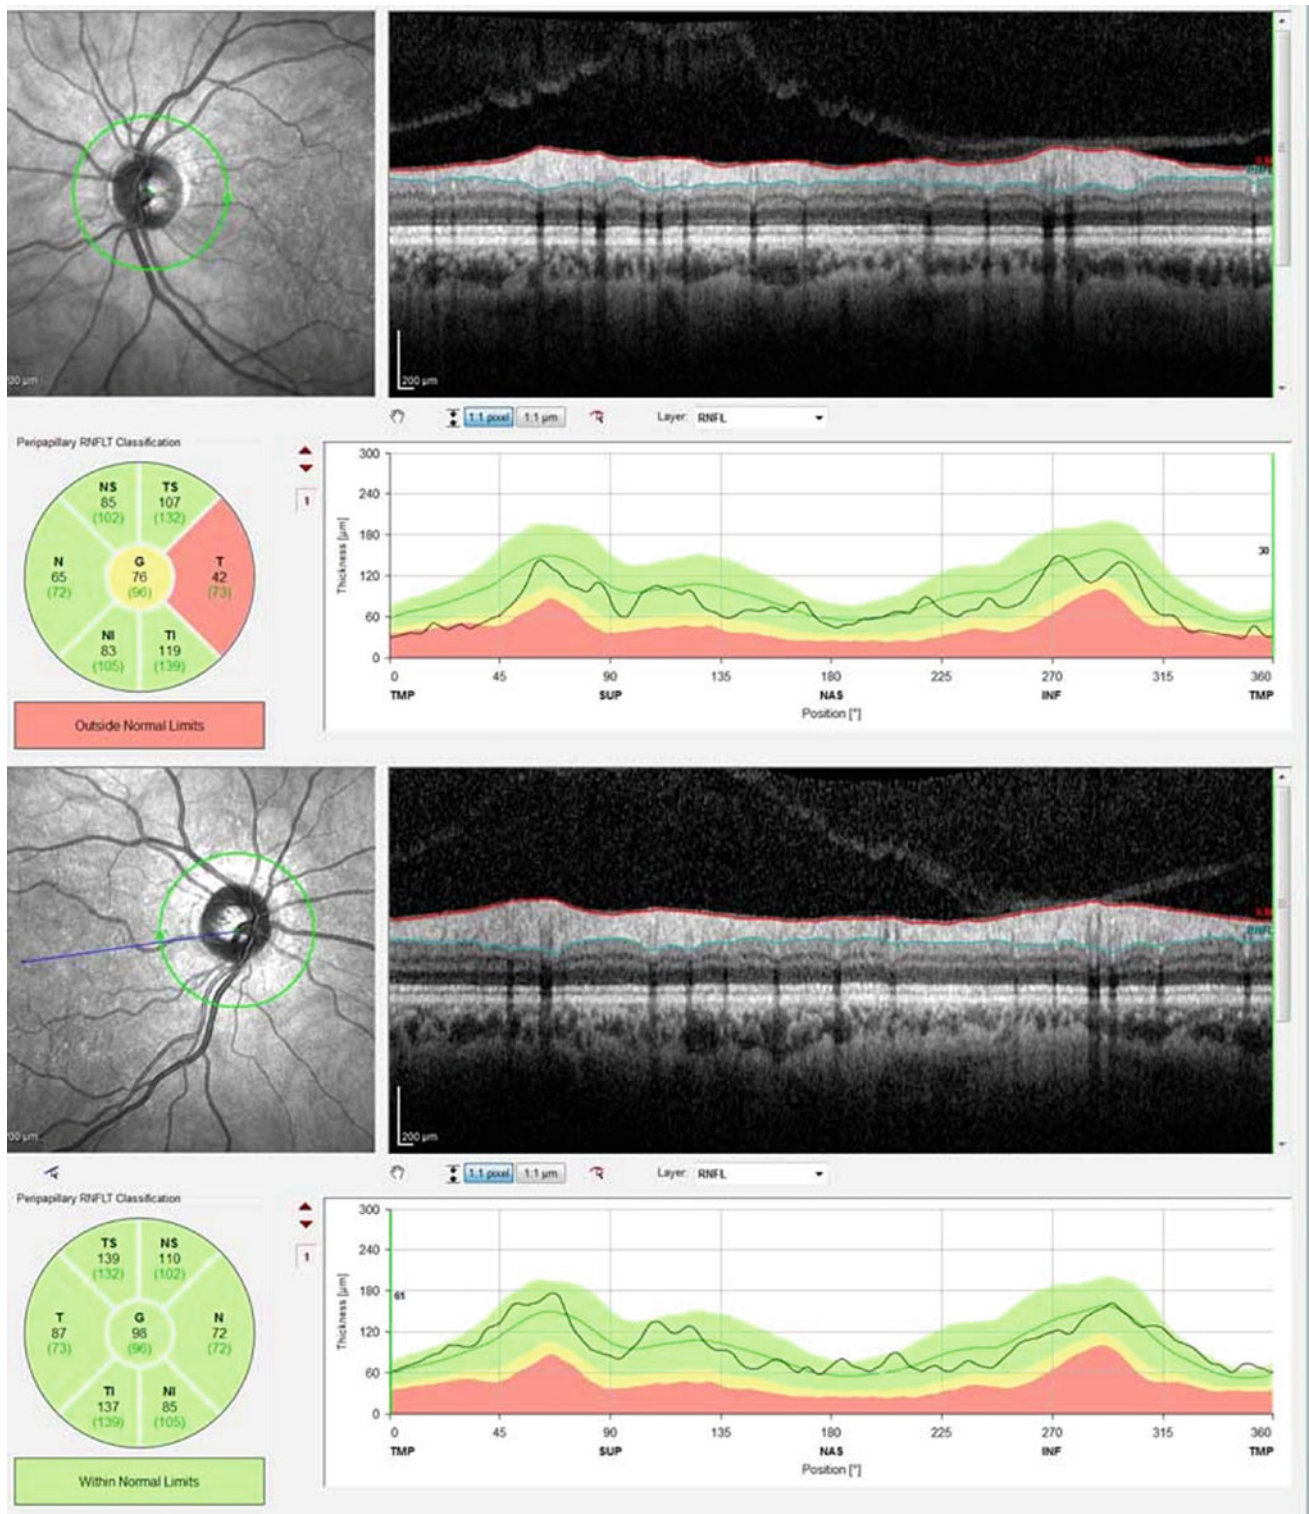 200 µm
1:1 pixel 1:1 µm Layer: RNFL
Peripapillary RNFLT Classification
NS 85 (102)
TS 107 (132)
N 65 (72)
G 76 (96)
T 42 (73)
NI 83 (105)
TI 119 (139)
Outside Normal Limits
1
Thickness [µm]
300
240
180
120
60
0
30
0 45 90 135 180 225 270 315 360
TMP SUP NAS INF TMP
Position [°]
200 µm
1:1 pixel 1:1 µm Layer: RNFL
Peripapillary RNFLT Classification
TS 139 (132)
NS 110 (102)
T 87 (73)
G 98 (96)
N 72 (72)
TI 137 (139)
NI 85 (105)
Within Normal Limits
1
Thickness [µm]
300
240
180
120
60
0
61
0 45 90 135 180 225 270 315 360
TMP SUP NAS INF TMP
Position [°]